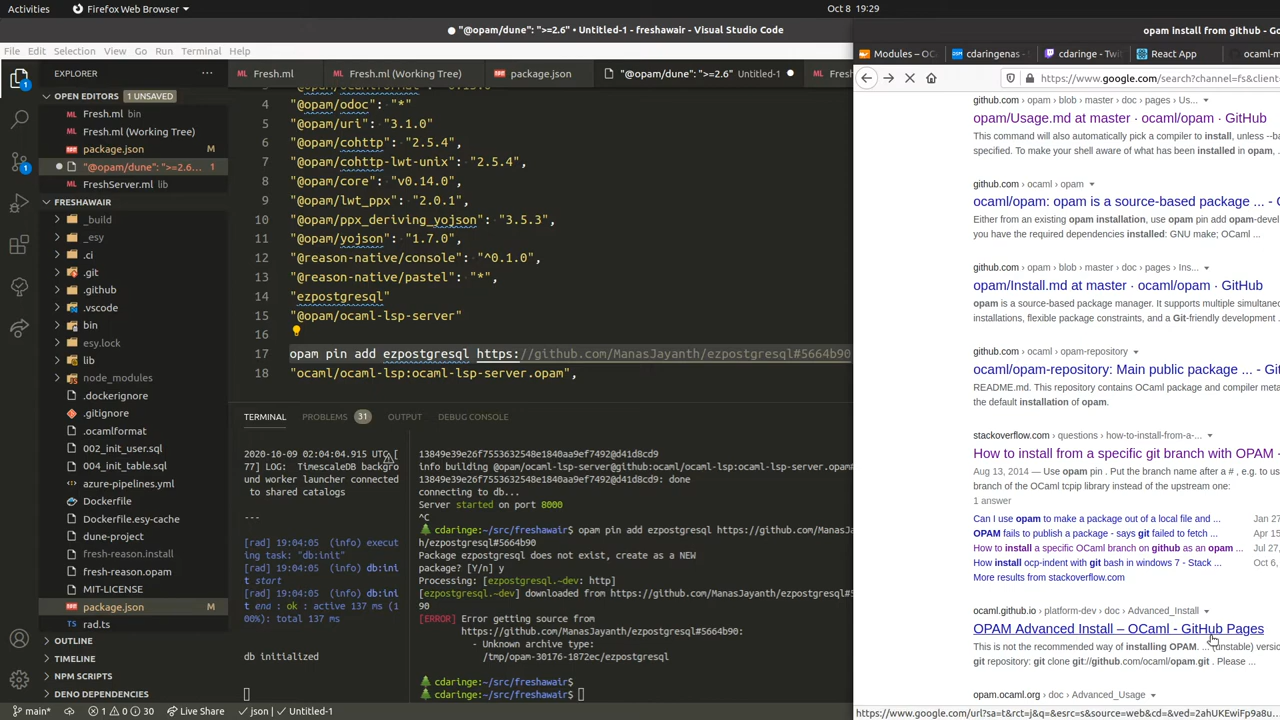 Activities
Firefox Web Browser
Oct 8 19:29
"@opam/dune": ">=2.6" • Untitled-1 - freshawair - Visual Studio Code
opam install from github - Go
File Edit Selection View Go Run Terminal Help
EXPLORER
OPEN EDITORS 1 UNSAVED
Fresh.ml bin
Fresh.ml (Working Tree)
package.json M
"@opam/dune": ">=2.6"... 1
FreshServer.ml lib
FRESHAWAIR
_build
_esy
.ci
.git
.github
.vscode
bin
esy.lock
lib
node_modules
.dockerignore
.gitignore
.ocamlformat
002_init_user.sql
004_init_table.sql
azure-pipelines.yml
Dockerfile
Dockerfile.esy-cache
dune-project
fresh-reason.install
fresh-reason.opam
MIT-LICENSE
package.json M
rad.ts
OUTLINE
TIMELINE
NPM SCRIPTS
DENO DEPENDENCIES
Fresh.ml
Fresh.ml (Working Tree)
package.json
"@opam/dune": ">=2.6" Untitled-1
Fresh
4 "@opam/odoc": "*"
5 "@opam/uri": "3.1.0"
6 "@opam/cohttp": "2.5.4",
7 "@opam/cohttp-lwt-unix": "2.5.4",
8 "@opam/core": "v0.14.0",
9 "@opam/lwt_ppx": "2.0.1",
10 "@opam/ppx_deriving_yojson": "3.5.3",
11 "@opam/yojson": "1.7.0",
12 "@reason-native/console": "^0.1.0",
13 "@reason-native/pastel": "*",
14 "ezpostgresql"
15 "@opam/ocaml-lsp-server"
16
17 opam pin add ezpostgresql https://github.com/ManasJayanth/ezpostgresql#5664b90
18 "ocaml/ocaml-lsp:ocaml-lsp-server.opam",
TERMINAL PROBLEMS 31 OUTPUT DEBUG CONSOLE
2020-10-09 02:04:04.915 UTC [
77] LOG: TimescaleDB backgro
und worker launcher connected
to shared catalogs
---
[rad] 19:04:05 (info) execut
ing task: "db:init"
[rad] 19:04:05 (info) db:ini
t start
[rad] 19:04:05 (info) db:ini
t end : ok : active 137 ms (1
00%): total 137 ms
db initialized
13849e39e26f7553632548e1840af9792@d41d8cd9
info building @opam/ocaml-lsp-server@github:ocaml/ocaml-lsp:ocaml-lsp-server.opam#
13849e39e26f7553632548e1840af9792@d41d8cd9: done
connecting to db...
Server started on port 8000
^C
cdaringe:~/src/freshawair$ opam pin add ezpostgresql https://github.com/ManasJa
h/ezpostgresql#5664b90
Package ezpostgresql does not exist, create as a NEW
package? [Y/n] y
Processing: [ezpostgresql.~dev: http]
[ezpostgresql.~dev] downloaded from https://github.com/ManasJayanth/ezpostgresql#5664b
90
[ERROR] Error getting source from
https://github.com/ManasJayanth/ezpostgresql#5664b90:
- Unknown archive type:
/tmp/opam-30176-1872ec/ezpostgresql
cdaringe:~/src/freshawair$
cdaringe:~/src/freshawair$
main* 1 0 30 Live Share json | Untitled-1
Modules – OC
cdaringenas -
cdaringe - Twi
React App
ocaml-m
https://www.google.com/search?channel=fs&client
github.com › opam › blob › master › doc › pages › Us...
opam/Usage.md at master · ocaml/opam · GitHub
This command will also automatically pick a compiler to install, unless --ba
specified. To make your shell aware of what has been installed in opam,
github.com › ocaml › opam
ocaml/opam: opam is a source-based package ... - G
Either from an existing opam installation, use opam pin add opam-devel
you have the required dependencies installed: GNU make; OCaml
github.com › opam › blob › master › doc › pages › Ins...
opam/Install.md at master · ocaml/opam · GitHub
opam is a source-based package manager. It supports multiple simultane
installations, flexible package constraints, and a Git-friendly development
github.com › ocaml › opam-repository
ocaml/opam-repository: Main public package ... - Git
README.md. This repository contains OCaml package and compiler meta
the default installation of opam.
stackoverflow.com › questions › how-to-install-from-a-...
How to install from a specific git branch with OPAM -
Aug 13, 2014 — Use opam pin . Put the branch name after a # , e.g. to use
branch of the OCaml tcpip library instead of the upstream one:
1 answer
Can I use opam to make a package out of a local file and ... Jan 27
OPAM fails to publish a package - says git failed to fetch ... Apr 15
How to install a specific OCaml branch on github as an opam ... Jul 27,
How install ocp-indent with git bash in windows 7 - Stack ... Oct 6,
More results from stackoverflow.com
ocaml.github.io › platform-dev › doc › Advanced_Install
OPAM Advanced Install – OCaml - GitHub Pages
This is not the recommended way of installing OPAM. ... (unstable) versio
git repository: git clone git://github.com/ocaml/opam.git . Please ...
opam.ocaml.org › doc › Advanced_Usage
https://www.google.com/url?sa=t&rct=j&q=&esrc=s&source=web&cd=&ved=2ahUKEwiFp9a8u...